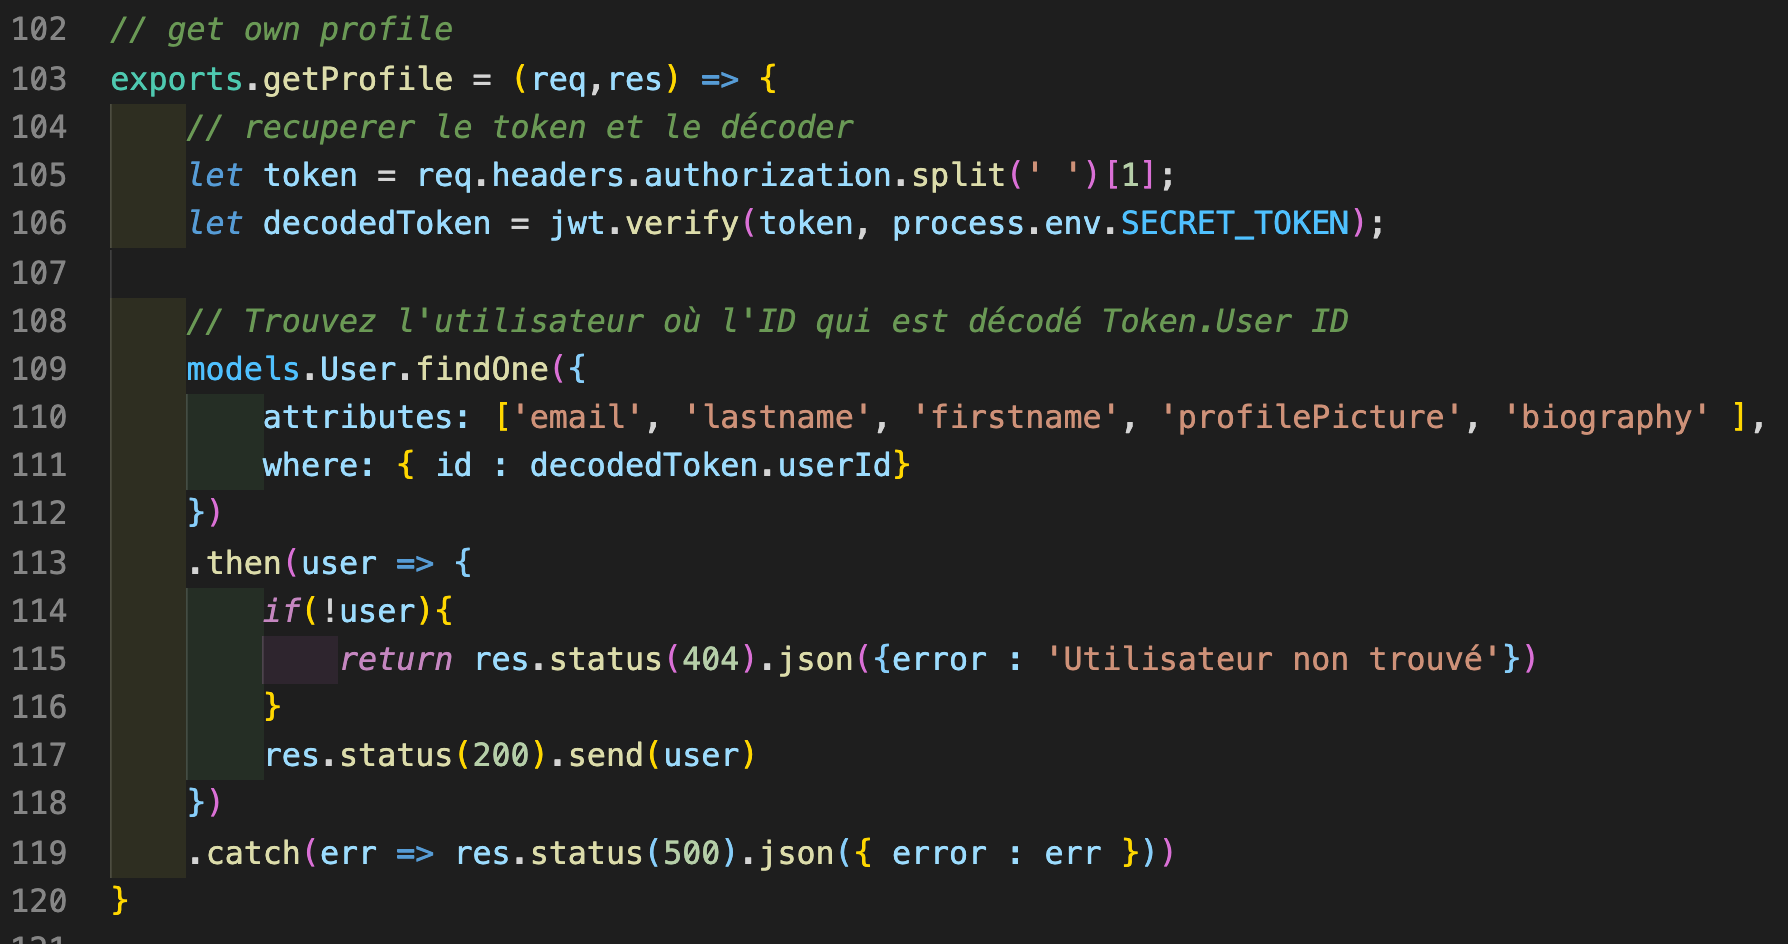 102 // get own profile
103 exports.getProfile = (req,res) => {
104 // recuperer le token et le décoder
105 let token = req.headers.authorization.split(' ')[1];
106 let decodedToken = jwt.verify(token, process.env.SECRET_TOKEN);
107
108 // Trouvez l'utilisateur où l'ID qui est décodé Token.User ID
109 models.User.findOne({
110 attributes: ['email', 'lastname', 'firstname', 'profilePicture', 'biography' ],
111 where: { id : decodedToken.userId}
112 })
113 .then(user => {
114 if(!user){
115 return res.status(404).json({error : 'Utilisateur non trouvé'})
116 }
117 res.status(200).send(user)
118 })
119 .catch(err => res.status(500).json({ error : err }))
120 }
121